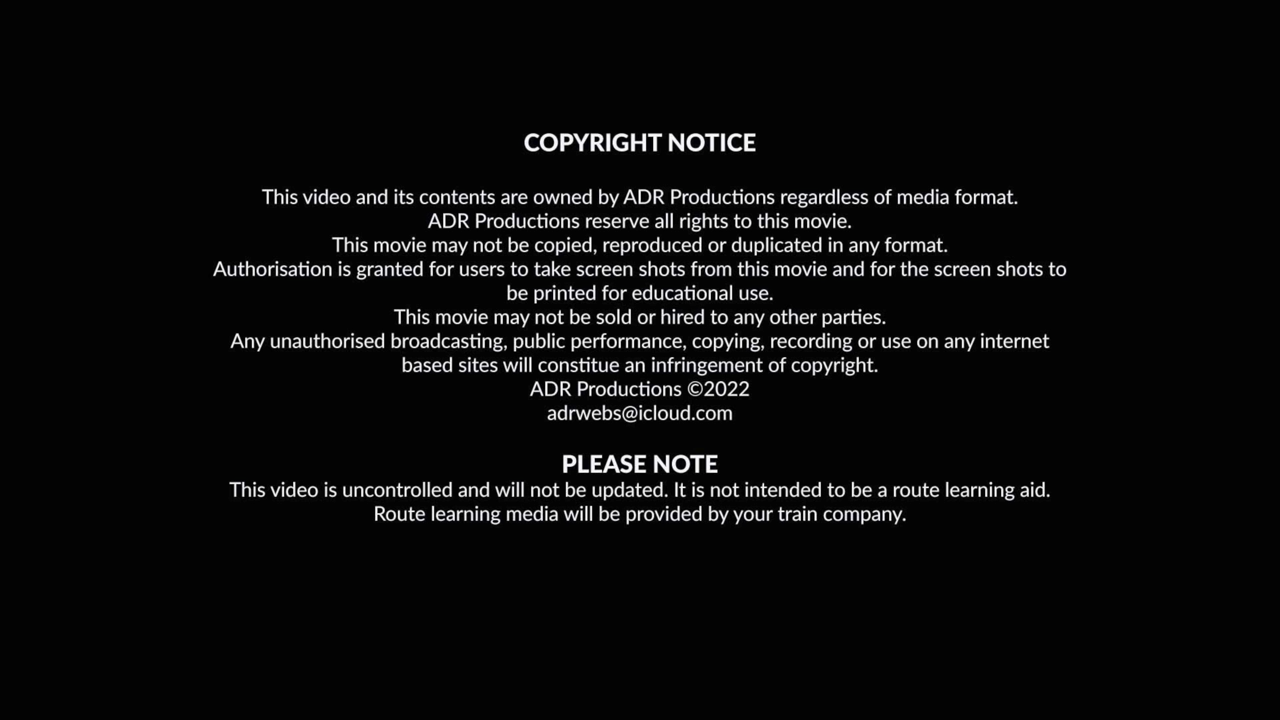 COPYRIGHT NOTICE
This video and its contents are owned by ADR Productions regardless of media format.
ADR Productions reserve all rights to this movie.
This movie may not be copied, reproduced or duplicated in any format.
Authorisation is granted for users to take screen shots from this movie and for the screen shots to
be printed for educational use.
This movie may not be sold or hired to any other parties.
Any unauthorised broadcasting, public performance, copying, recording or use on any internet
based sites will constitue an infringement of copyright.
ADR Productions ©2022
adrwebs@icloud.com
PLEASE NOTE
This video is uncontrolled and will not be updated. It is not intended to be a route learning aid.
Route learning media will be provided by your train company.